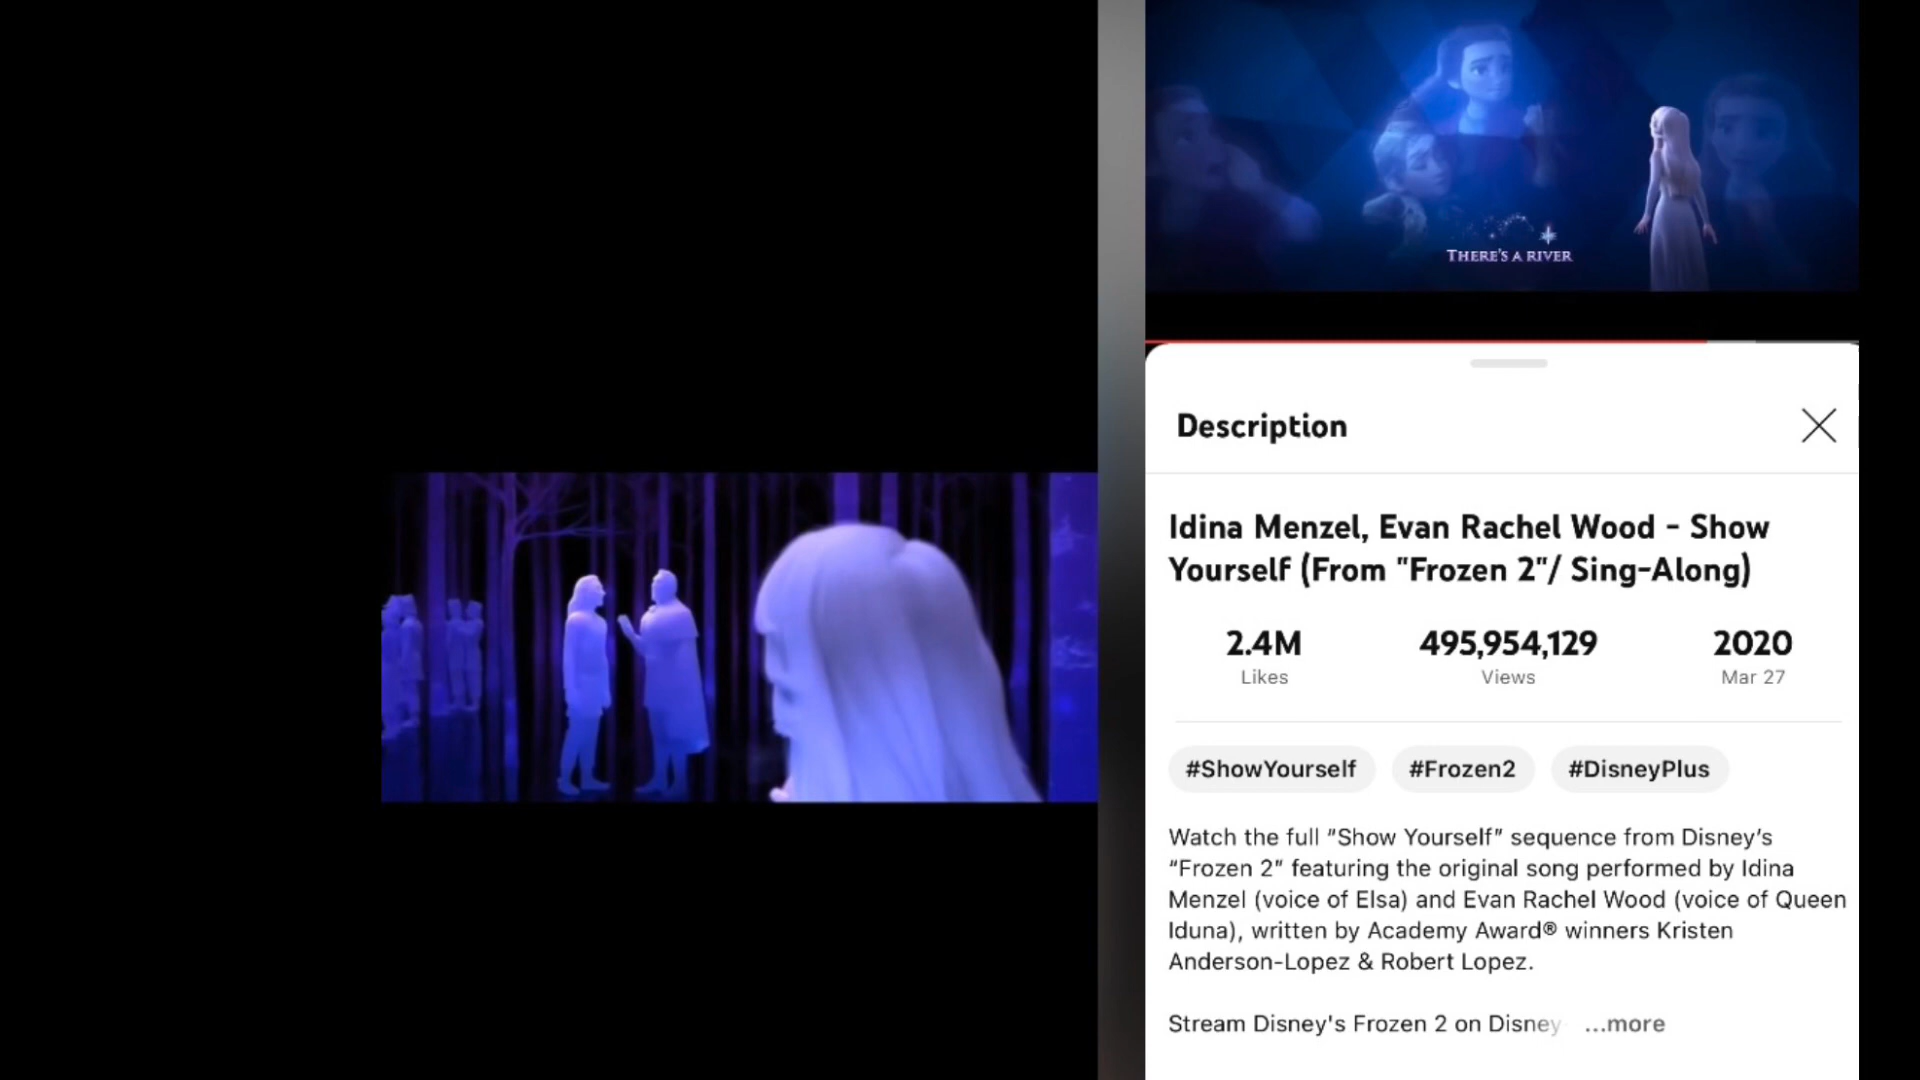 THERE'S A RIVER
Description
Idina Menzel, Evan Rachel Wood - Show
Yourself (From "Frozen 2"/ Sing-Along)
2.4M 495,954,129 2020
Likes Views Mar 27
#ShowYourself #Frozen2 #DisneyPlus
Watch the full "Show Yourself" sequence from Disney's
"Frozen 2" featuring the original song performed by Idina
Menzel (voice of Elsa) and Evan Rachel Wood (voice of Queen
Iduna), written by Academy Award® winners Kristen
Anderson-Lopez & Robert Lopez.
Stream Disney's Frozen 2 on Disney ...more